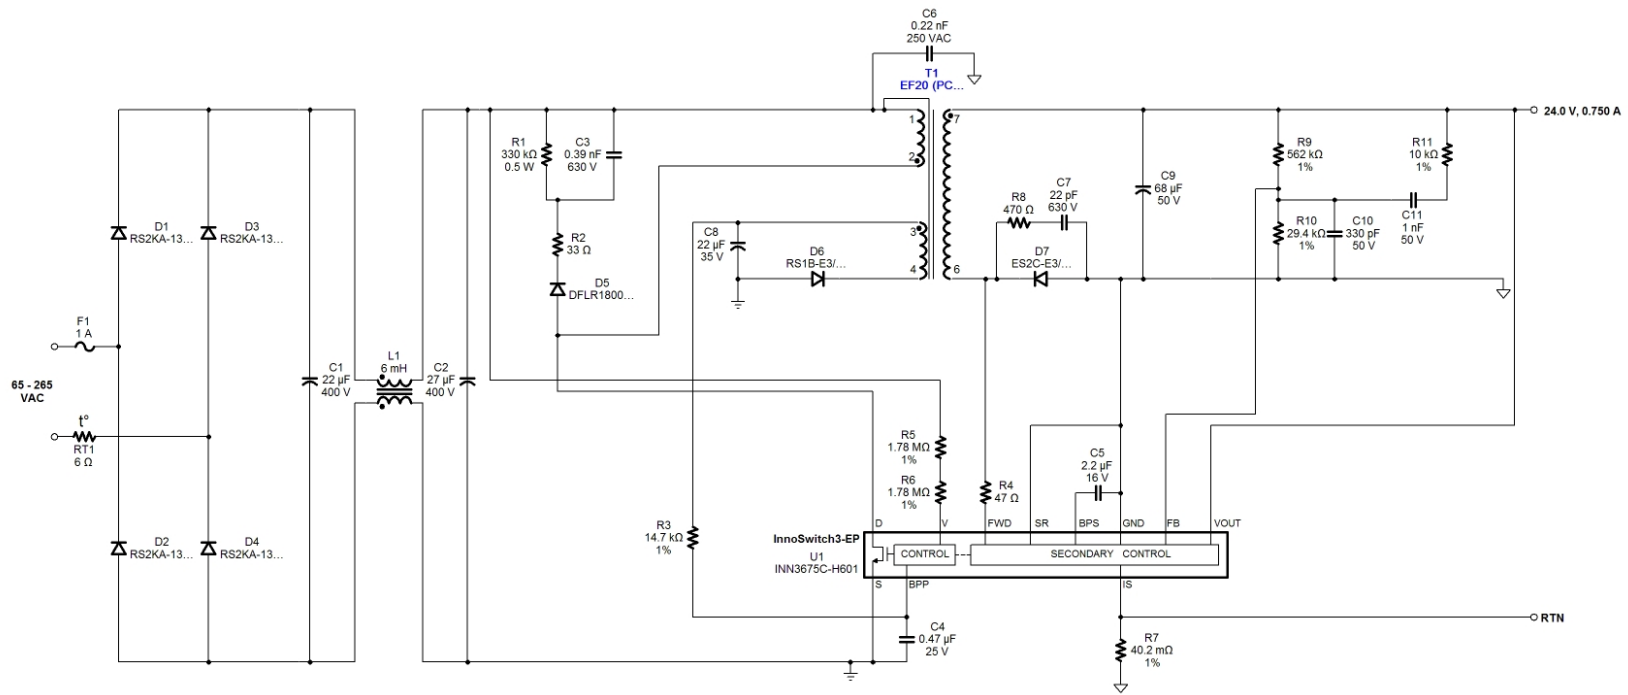 C6
0.22 nF
250 VAC
T1
EF20 (PC...
1
7
24.0 V, 0.750 A
R1
330 kΩ
0.5 W
C3
0.39 nF
630 V
2
R9
562 kΩ
1%
R11
10 kΩ
1%
C9
68 µF
50 V
R8
470 Ω
C7
22 pF
630 V
C11
1 nF
50 V
R10
29.4 kΩ
1%
C10
330 pF
50 V
D1
RS2KA-13...
D3
RS2KA-13...
R2
33 Ω
C8
22 µF
35 V
3
D6
RS1B-E3/...
4
6
D7
ES2C-E3/...
D5
DFLR1800...
F1
1 A
65 - 265
VAC
t°
RT1
6 Ω
C1
22 µF
400 V
L1
6 mH
C2
27 µF
400 V
R5
1.78 MΩ
1%
R6
1.78 MΩ
1%
R4
47 Ω
C5
2.2 µF
16 V
D2
RS2KA-13...
D4
RS2KA-13...
R3
14.7 kΩ
1%
D
V
FWD
SR
BPS
GND
FB
VOUT
InnoSwitch3-EP
U1
INN3675C-H601
CONTROL
SECONDARY CONTROL
S
BPP
IS
C4
0.47 µF
25 V
RTN
R7
40.2 mΩ
1%